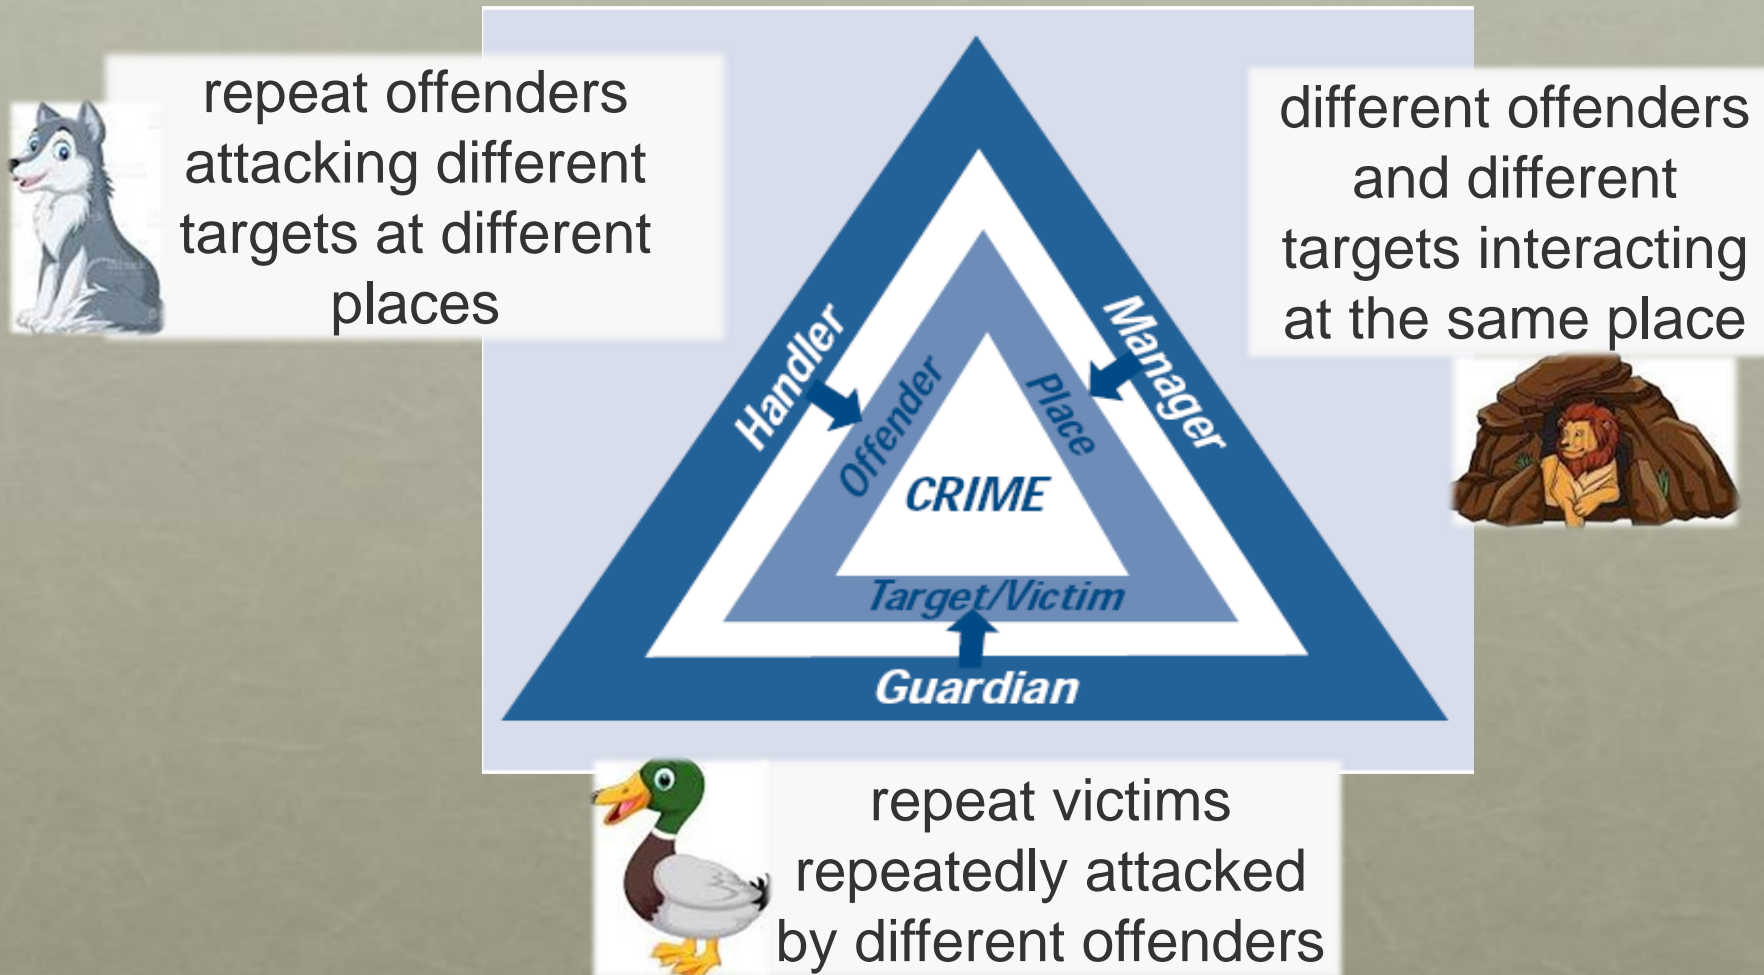 repeat offenders
attacking different
targets at different
places
different offenders
and different
targets interacting
at the same place
Handler
Offender
Manager
Place
CRIME
Target/Victim
Guardian
repeat victims
repeatedly attacked
by different offenders